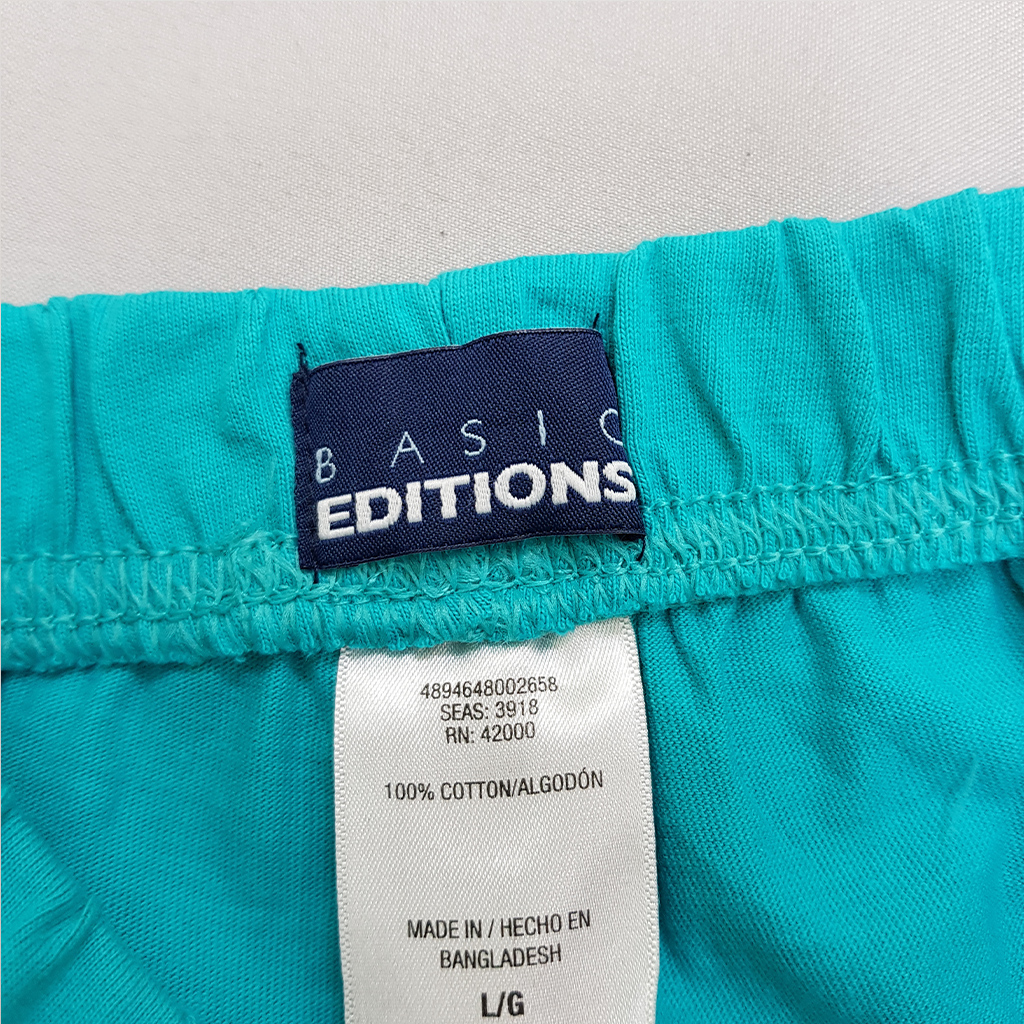 BASIC
EDITIONS
4894648002658
SEAS: 3918
RN: 42000
100% COTTON/ALGODÓN
MADE IN / HECHO EN
BANGLADESH
L/G